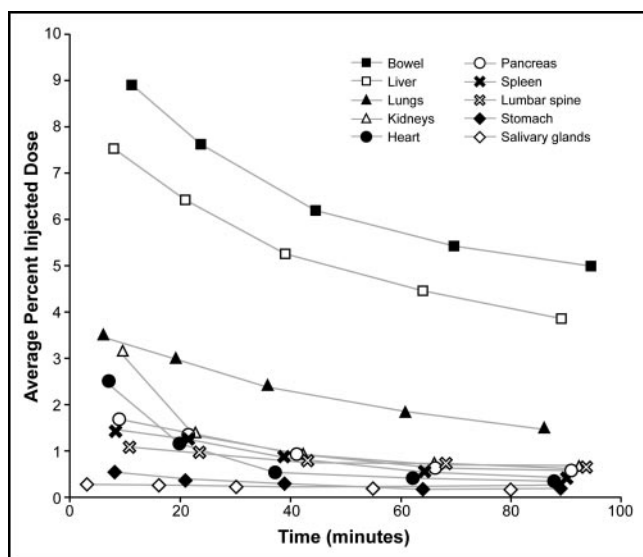 10
9
8
7
6
5
4
3
2
1
0
Average Percent Injected Dose
Bowel
Liver
Lungs
Kidneys
Heart
Pancreas
Spleen
Lumbar spine
Stomach
Salivary glands
0 20 40 60 80 100
Time (minutes)